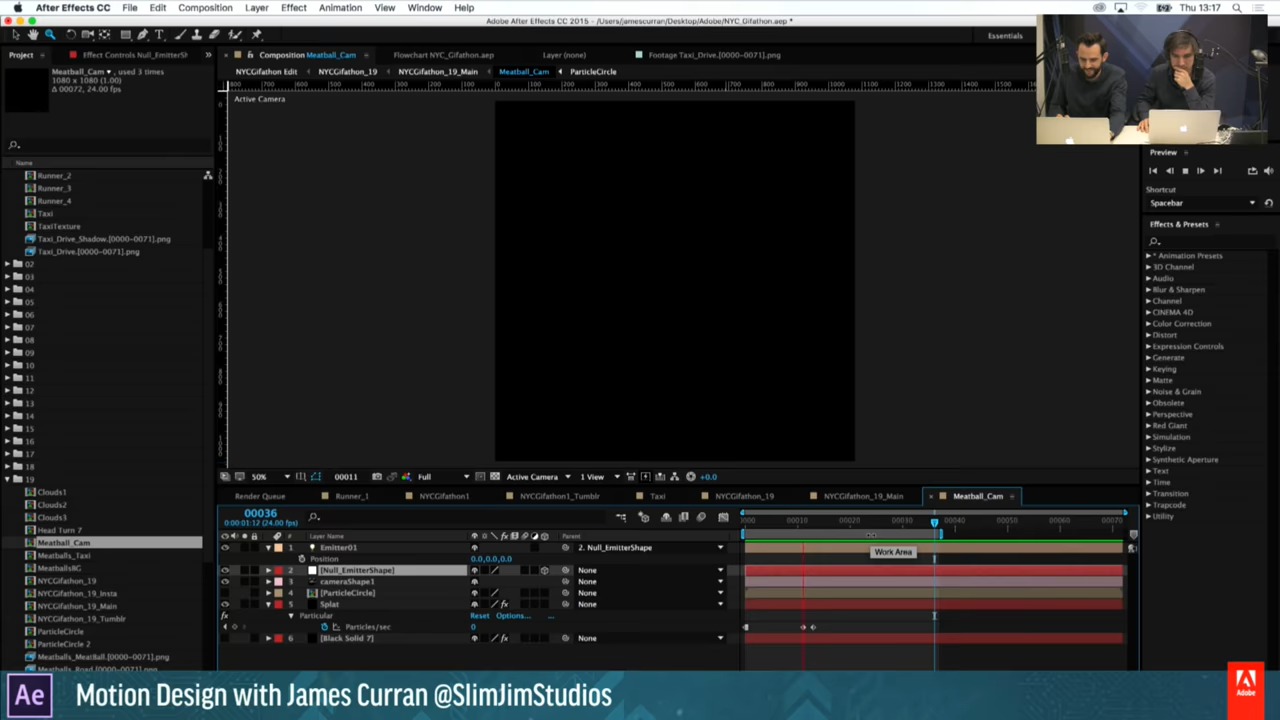 After Effects CC File Edit Composition Layer Effect Animation View Window Help Thu 13:17
Adobe After Effects CC 2015 - /Users/jamescurran/Desktop/Adobe/NYC_Gifathon.aep *
Essentials
Project Effect Controls Null_EmitterSh
Composition Meatball_Cam Flowchart NYC_Gifathon.aep Layer (none) Footage Taxi_Drive.[0000-0071].png
Meatball_Cam , used 3 times
1080 x 1080 (1.00)
Δ 00072, 24.00 fps
NYCGifathon Edit NYCGifathon_19 NYCGifathon_19_Main Meatball_Cam ParticleCircle
Active Camera
Name
Runner_2
Runner_3
Runner_4
Taxi
TaxiTexture
Taxi_Drive_Shadow.[0000-0071].png
Taxi_Drive.[0000-0071].png
02
03
04
05
06
07
08
09
10
11
12
13
14
15
16
17
18
19
Clouds1
Clouds2
Clouds3
Head Turn 7
Meatball_Cam
Meatballs_Taxi
MeatballsBG
NYCGifathon_19
NYCGifathon_19_Insta
NYCGifathon_19_Main
NYCGifathon_19_Tumblr
ParticleCircle
ParticleCircle 2
Meatballs_MeatBall.[0000-0071].png
Meatballs_Road.[0000-0071].png
Preview
Shortcut
Spacebar
Effects & Presets
* Animation Presets
3D Channel
Audio
Blur & Sharpen
Channel
CINEMA 4D
Color Correction
Distort
Expression Controls
Generate
Keying
Matte
Noise & Grain
Obsolete
Perspective
Red Giant
Simulation
Stylize
Synthetic Aperture
Text
Time
Transition
Trapcode
Utility
50% 00011 Full Active Camera 1 View +0.0
Render Queue Runner_1 NYCGifathon1 NYCGifathon1_Tumblr Taxi NYCGifathon_19 NYCGifathon_19_Main Meatball_Cam
00036
0:00:01:12 (24.00 fps)
0000 00010 00020 00030 00040 00050 00060 00070
# Layer Name Parent
Work Area
1 Emitter01 2. Null_EmitterShape
Position 0.0,0.0,0.0
2 [Null_EmitterShape] None
3 cameraShape1 None
4 [ParticleCircle] None
5 Splat None
Particular Reset Options... ...
Particles/sec 0
6 [Black Solid 7] None
Ae Motion Design with James Curran @SlimJimStudios
Adobe